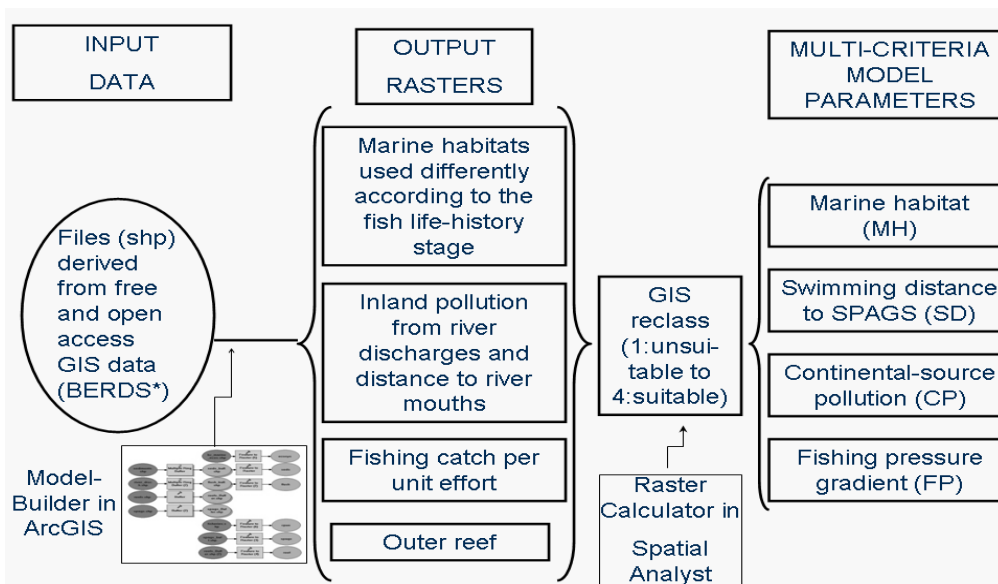 INPUT
DATA
OUTPUT
RASTERS
MULTI-CRITERIA
MODEL
PARAMETERS
Files (shp)
derived
from free
and open
access
GIS data
(BERDS*)
Model-
Builder in
ArcGIS
Marine habitats
used differently
according to the
fish life-history
stage
Inland pollution
from river
discharges and
distance to river
mouths
Fishing catch per
unit effort
Outer reef
GIS
reclass
(1:unsui-
table to
4:suitable)
Raster
Calculator in
Spatial
Analyst
Marine habitat
(MH)
Swimming distance
to SPAGS (SD)
Continental-source
pollution (CP)
Fishing pressure
gradient (FP)